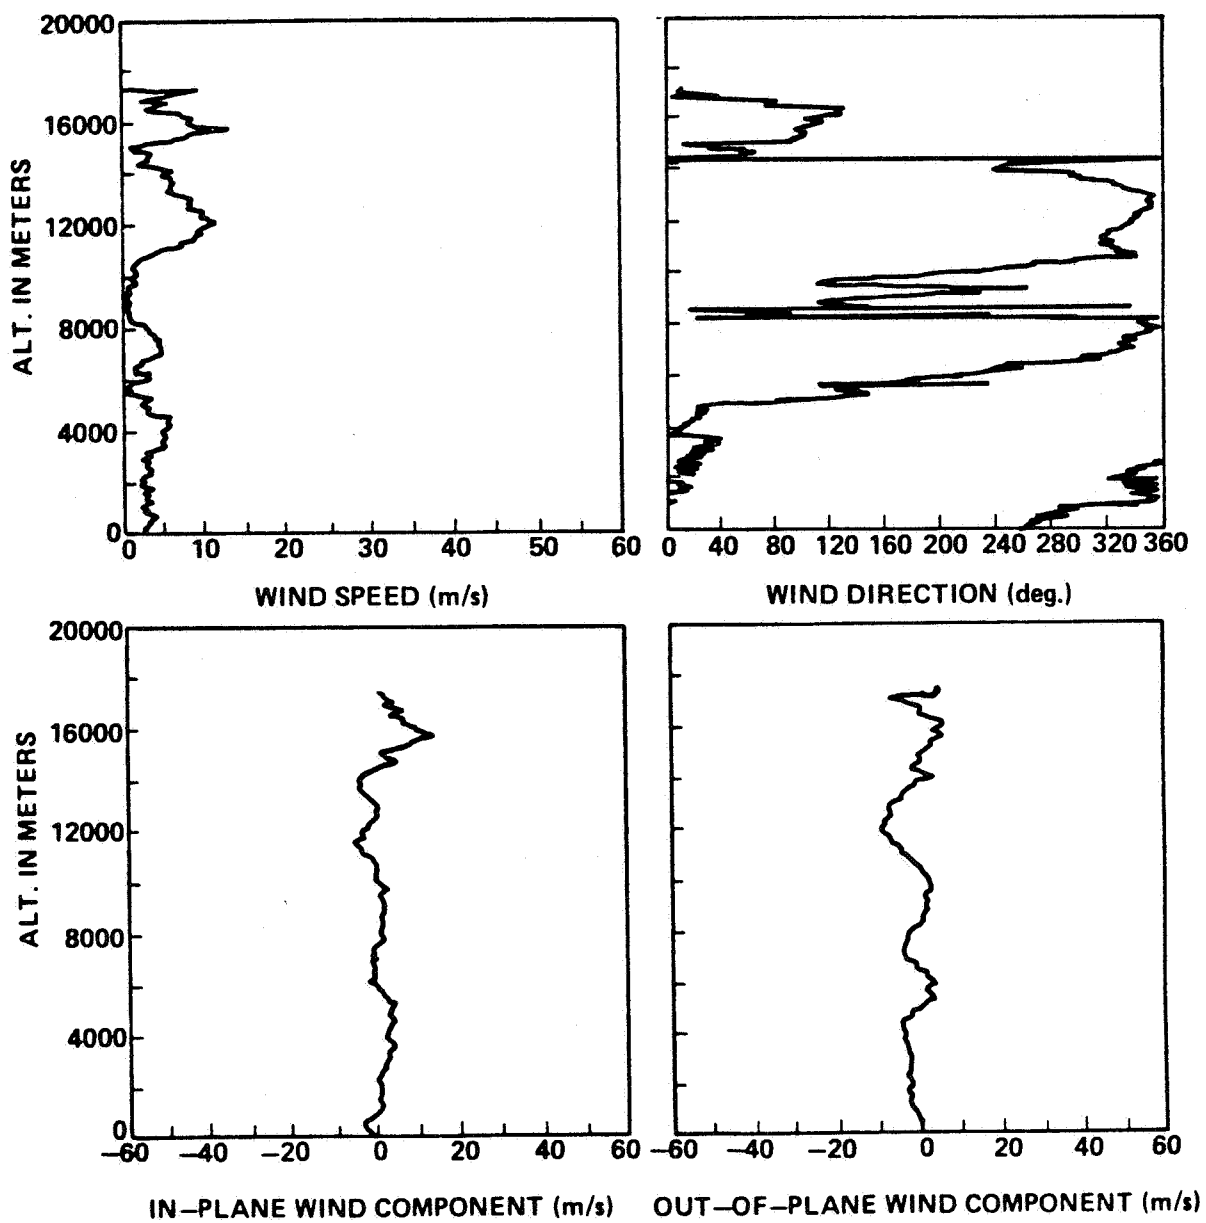 20000
16000
12000
8000
4000
0
ALT. IN METERS
0 10 20 30 40 50 60
WIND SPEED (m/s)
0 40 80 120 160 200 240 280 320 360
WIND DIRECTION (deg.)
20000
16000
12000
8000
4000
0
ALT. IN METERS
−60 −40 −20 0 20 40 60
IN−PLANE WIND COMPONENT (m/s)
−60 −40 −20 0 20 40 60
OUT−OF−PLANE WIND COMPONENT (m/s)